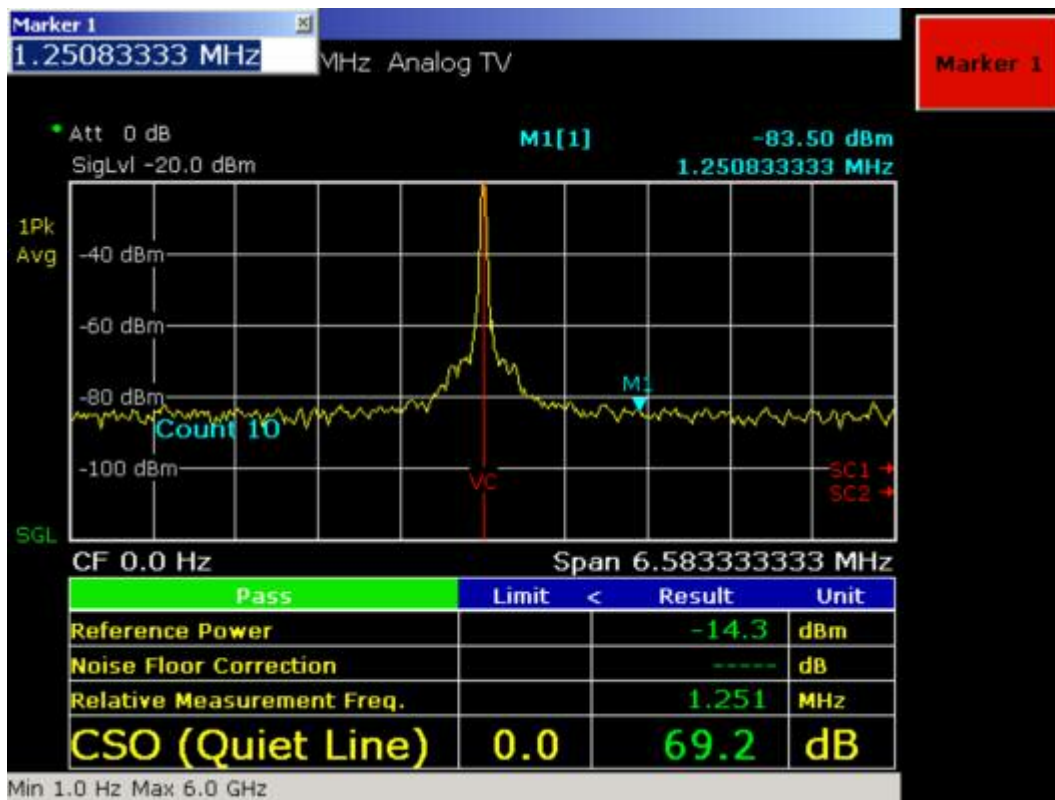 Marker 1
1.25083333 MHz
MHz Analog TV
Marker 1
Att 0 dB
SigLvl -20.0 dBm
M1[1] -83.50 dBm
1.250833333 MHz
1Pk
Avg
-40 dBm
-60 dBm
M1
-80 dBm
Count 10
-100 dBm
VC
SC1
SC2
SGL
CF 0.0 Hz Span 6.583333333 MHz
Pass Limit < Result Unit
Reference Power -14.3 dBm
Noise Floor Correction ----- dB
Relative Measurement Freq. 1.251 MHz
CSO (Quiet Line) 0.0 69.2 dB
Min 1.0 Hz Max 6.0 GHz